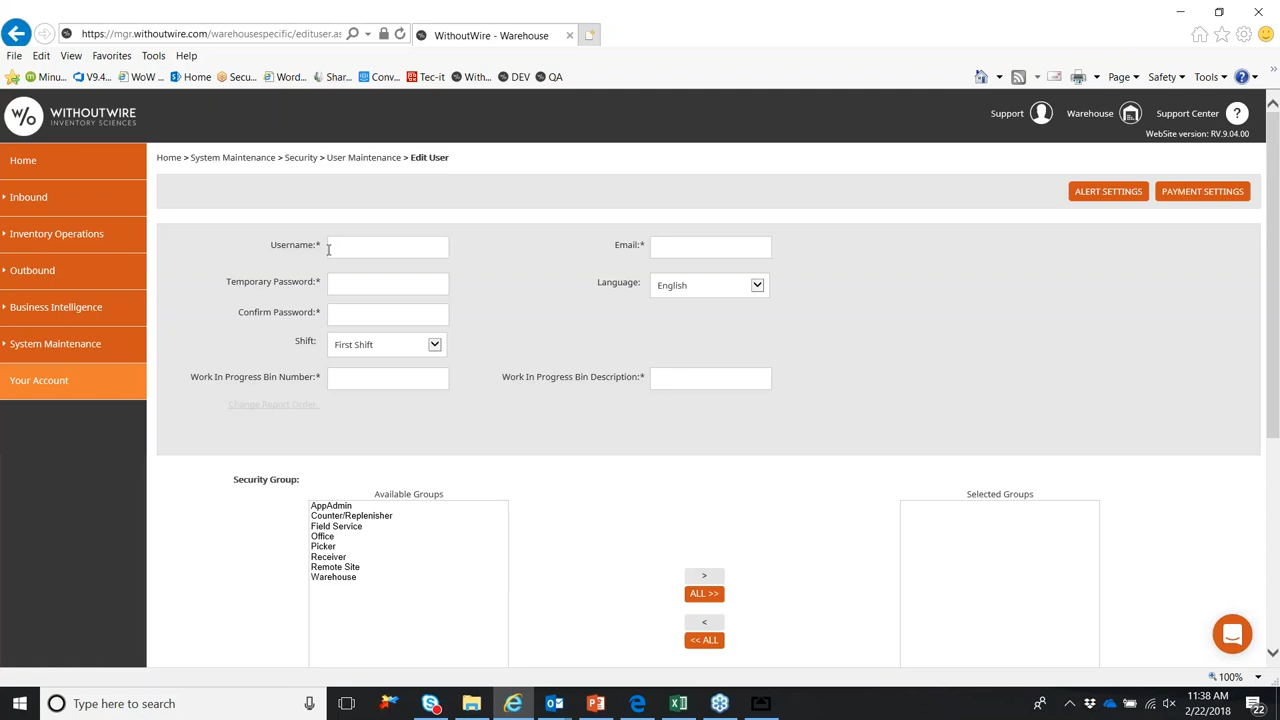 https://mgr.withoutwire.com/warehousespecific/edituser.as
WithoutWire - Warehouse
File Edit View Favorites Tools Help
Minu... V9.4... WoW ... Home Secu... Word... Shar... Conv... Tec-it With... DEV QA
Page Safety Tools
W/O WITHOUTWIRE
INVENTORY SCIENCES
Support Warehouse Support Center ?
WebSite version: RV.9.04.00
Home
Inbound
Inventory Operations
Outbound
Business Intelligence
System Maintenance
Your Account
Home > System Maintenance > Security > User Maintenance > Edit User
ALERT SETTINGS PAYMENT SETTINGS
Username:* Email:*
Temporary Password:* Language: English
Confirm Password:*
Shift: First Shift
Work In Progress Bin Number:* Work In Progress Bin Description:*
Change Report Order.
Security Group:
Available Groups Selected Groups
AppAdmin
Counter/Replenisher
Field Service
Office
Picker
Receiver
Remote Site
Warehouse
>
ALL >>
<
<< ALL
100%
Type here to search
11:38 AM
2/22/2018
22